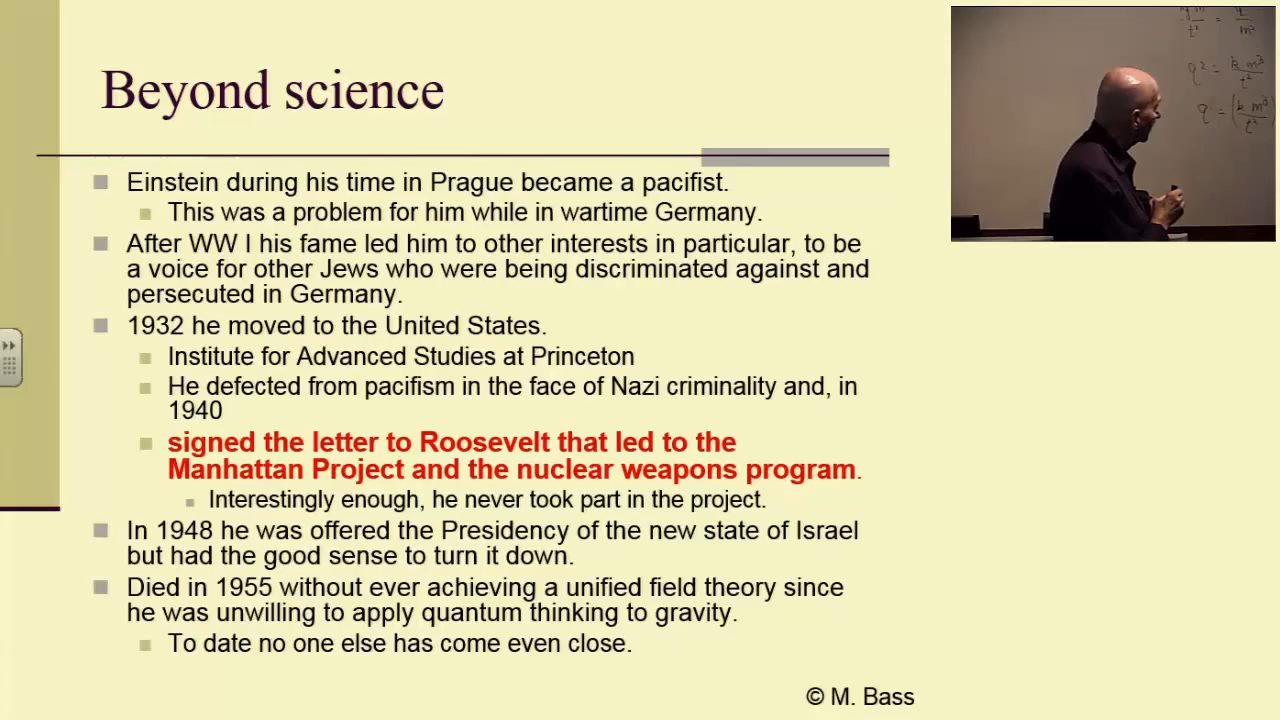 Beyond science
Einstein during his time in Prague became a pacifist.
This was a problem for him while in wartime Germany.
After WW I his fame led him to other interests in particular, to be
a voice for other Jews who were being discriminated against and
persecuted in Germany.
1932 he moved to the United States.
Institute for Advanced Studies at Princeton
He defected from pacifism in the face of Nazi criminality and, in
1940
signed the letter to Roosevelt that led to the
Manhattan Project and the nuclear weapons program.
Interestingly enough, he never took part in the project.
In 1948 he was offered the Presidency of the new state of Israel
but had the good sense to turn it down.
Died in 1955 without ever achieving a unified field theory since
he was unwilling to apply quantum thinking to gravity.
To date no one else has come even close.
© M. Bass